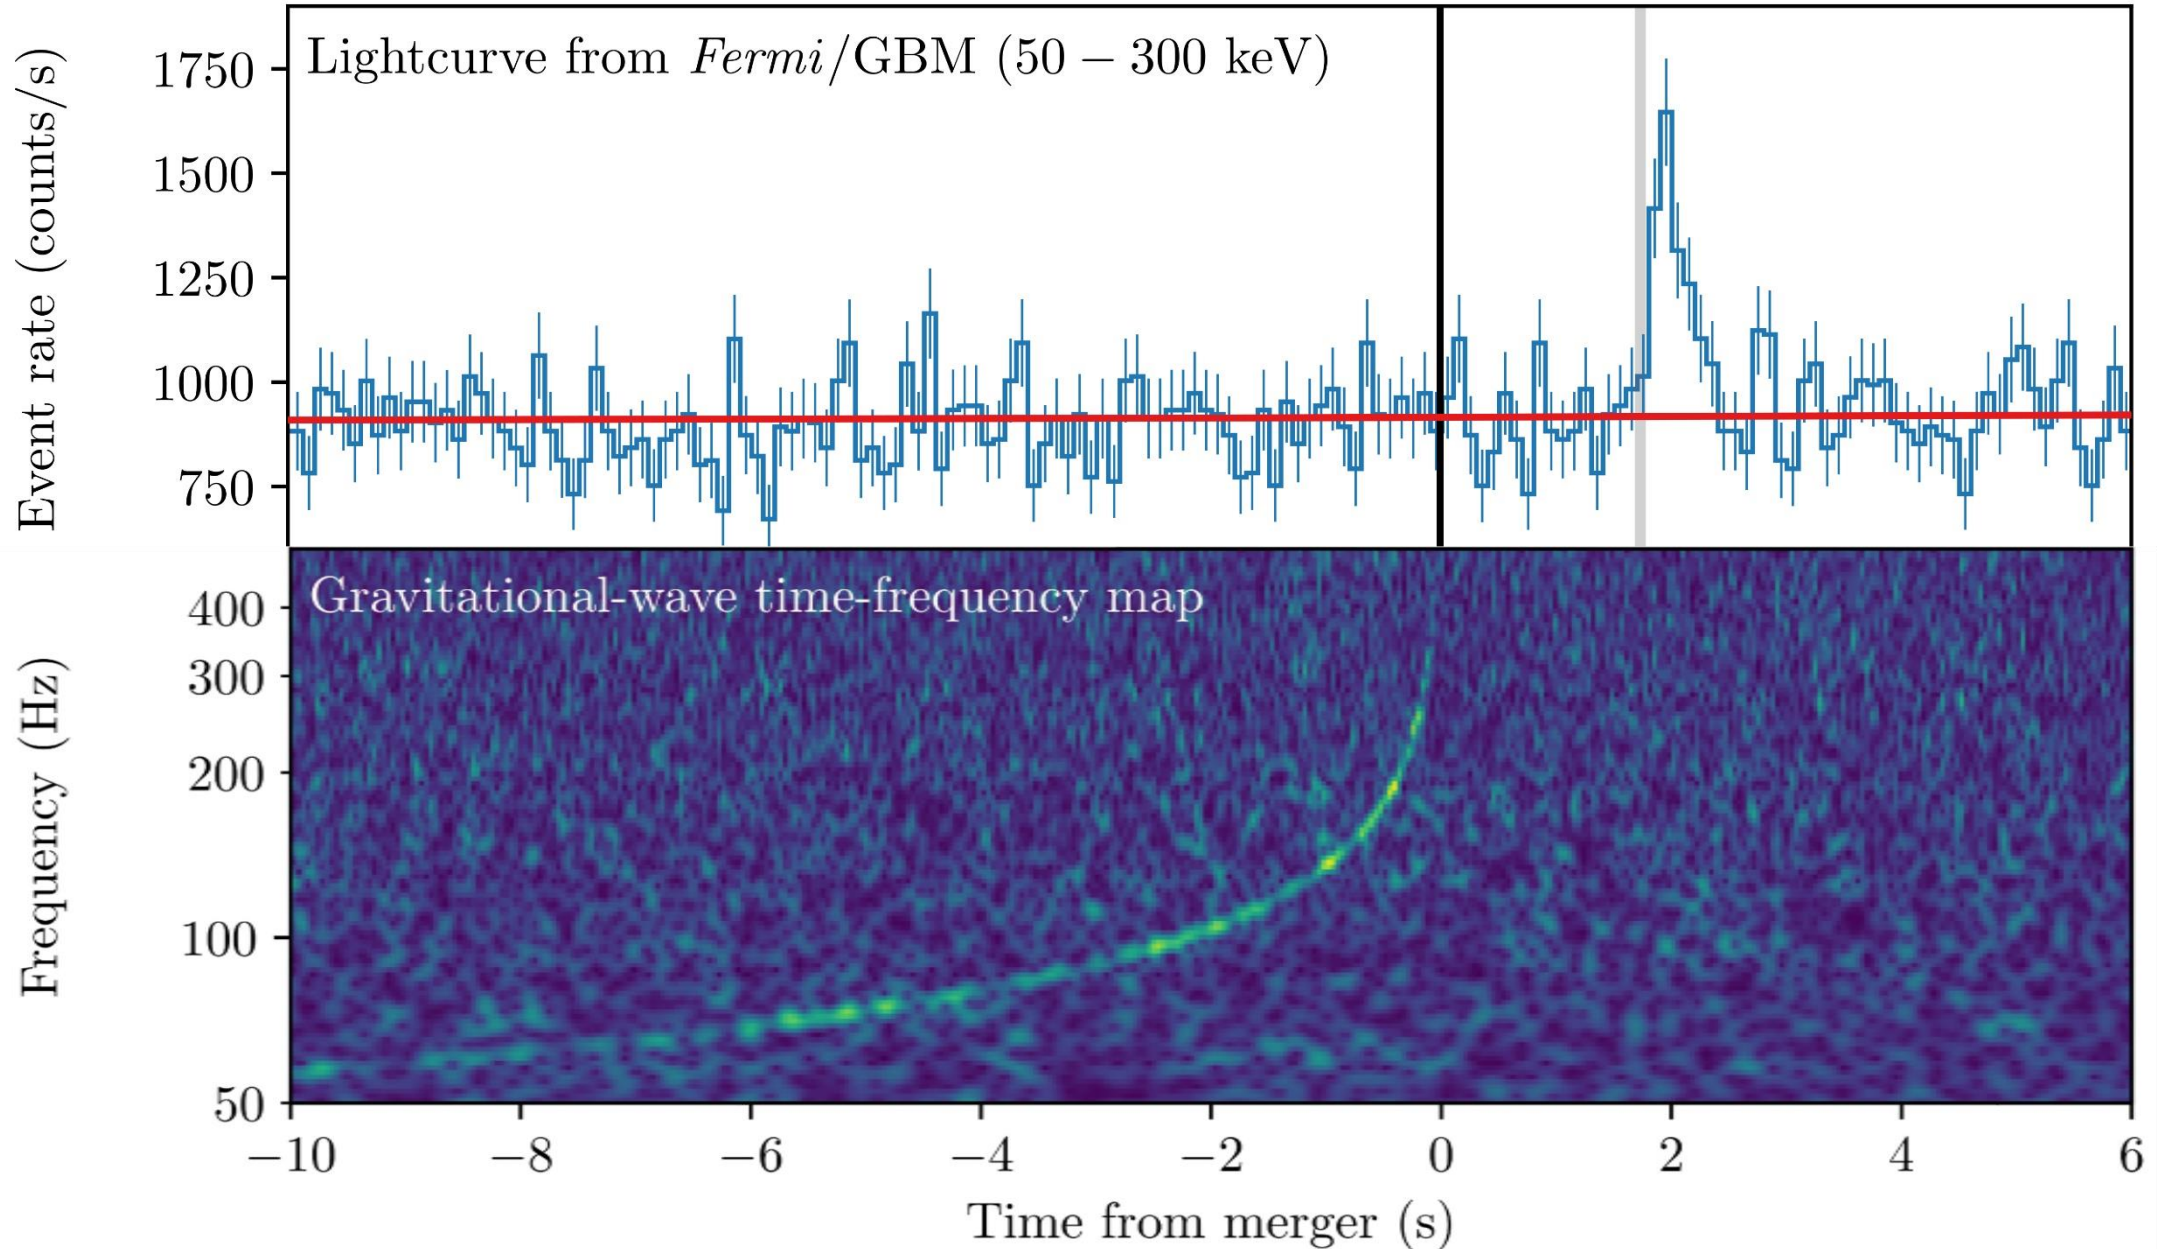 Lightcurve from Fermi/GBM (50 – 300 keV)
Event rate (counts/s)
1750
1500
1250
1000
750
Gravitational-wave time-frequency map
Frequency (Hz)
400
300
200
100
50
−10 −8 −6 −4 −2 0 2 4 6
Time from merger (s)